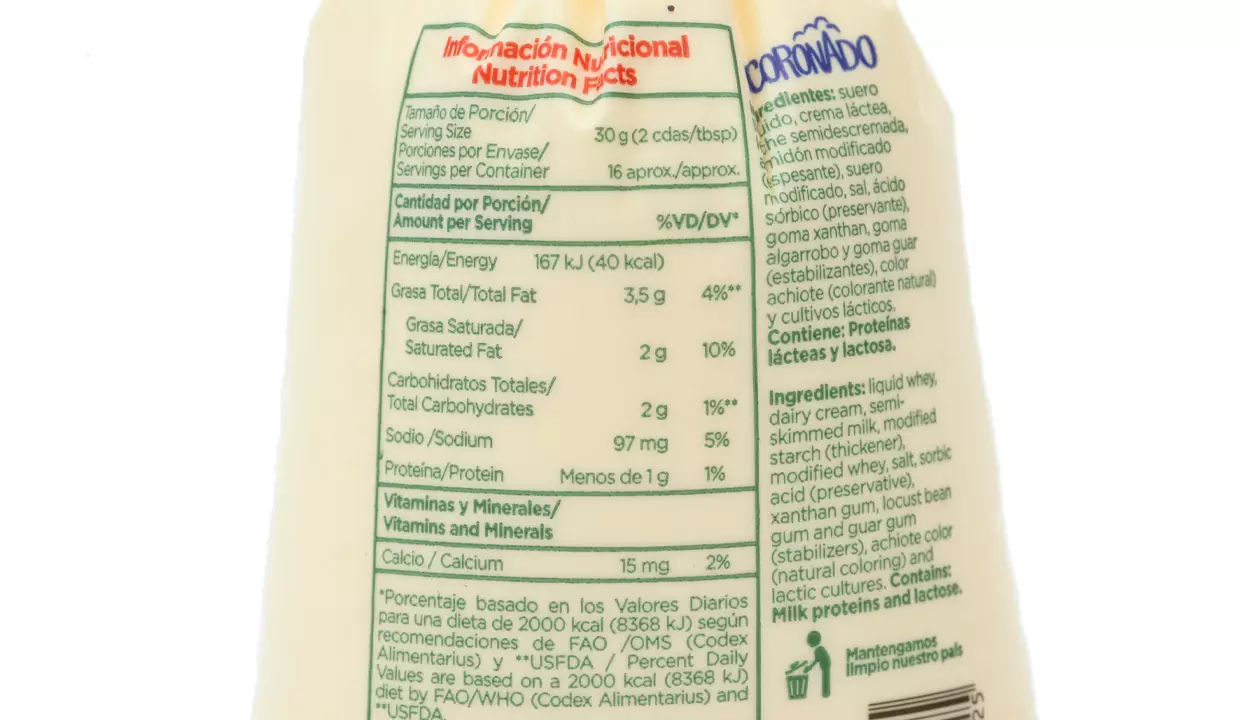 Información Nutricional
Nutrition Facts
Tamaño de Porción/
Serving Size 30 g (2 cdas/tbsp)
Porciones por Envase/
Servings per Container 16 aprox./approx.
Cantidad por Porción/
Amount per Serving %VD/DV*
Energía/Energy 167 kJ (40 kcal)
Grasa Total/Total Fat 3,5 g 4%**
Grasa Saturada/
Saturated Fat 2 g 10%
Carbohidratos Totales/
Total Carbohydrates 2 g 1%**
Sodio /Sodium 97 mg 5%
Proteína/Protein Menos de 1 g 1%
Vitaminas y Minerales/
Vitamins and Minerals
Calcio / Calcium 15 mg 2%
*Porcentaje basado en los Valores Diarios
para una dieta de 2000 kcal (8368 kJ) según
recomendaciones de FAO /OMS (Codex
Alimentarius) y **USFDA / Percent Daily
Values are based on a 2000 kcal (8368 kJ)
diet by FAO/WHO (Codex Alimentarius) and
**USFDA.
CORONADO
redientes: suero
ido, crema láctea,
he semidescremada,
midón modificado
(espesante), suero
modificado, sal, ácido
sórbico (preservante),
goma xanthan, goma
algarrobo y goma guar
(estabilizantes), color
achiote (colorante natural)
y cultivos lácticos.
Contiene: Proteínas
lácteas y lactosa.
Ingredients: liquid whey,
dairy cream, semi-
skimmed milk, modified
starch (thickener),
modified whey, salt, sorbic
acid (preservative),
xanthan gum, locust bean
gum and guar gum
(stabilizers), achiote color
(natural coloring) and
lactic cultures. Contains:
Milk proteins and lactose.
Mantengamos
limpio nuestro país
25